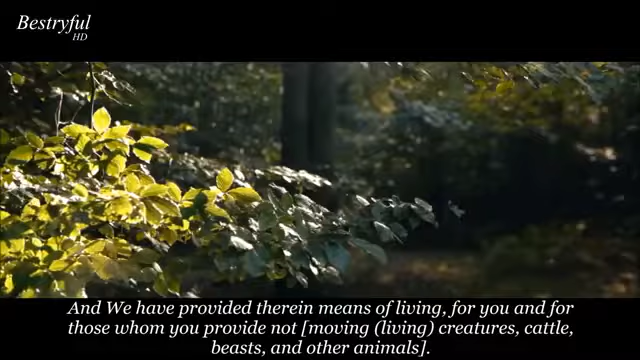 Bestryful
HD
And We have provided therein means of living, for you and for
those whom you provide not [moving (living) creatures, cattle,
beasts, and other animals].